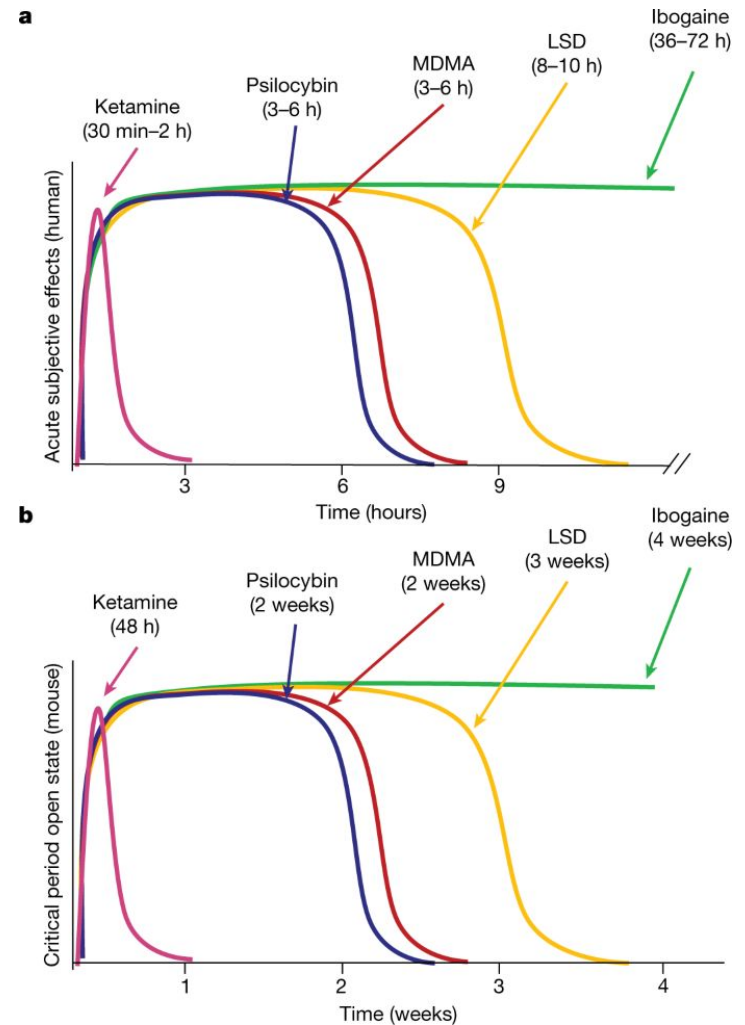 a
Ibogaine
(36–72 h)
LSD
(8–10 h)
MDMA
(3–6 h)
Psilocybin
(3–6 h)
Ketamine
(30 min–2 h)
Acute subjective effects (human)
3
6
9
Time (hours)
b
Ibogaine
(4 weeks)
LSD
(3 weeks)
MDMA
(2 weeks)
Psilocybin
(2 weeks)
Ketamine
(48 h)
Critical period open state (mouse)
1
2
3
4
Time (weeks)